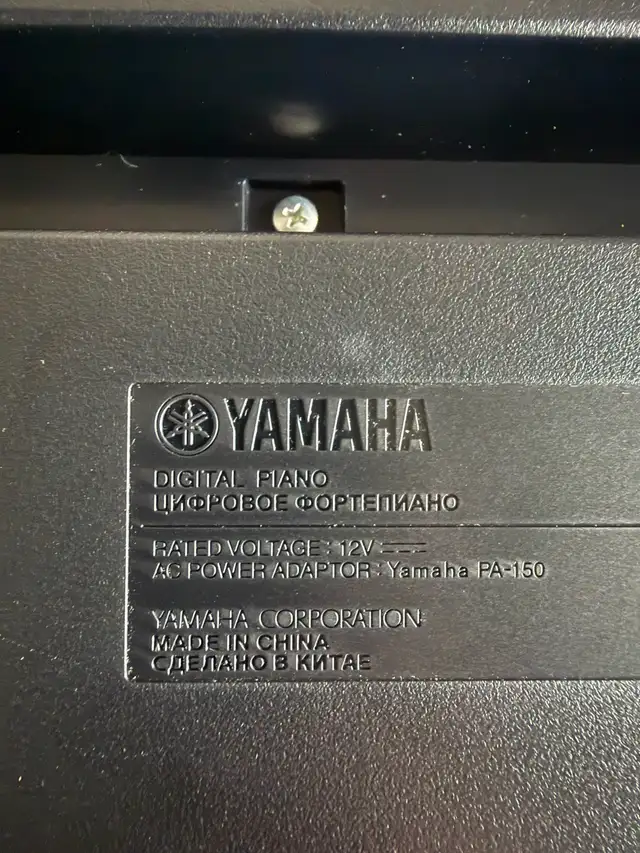 YAMAHA
DIGITAL PIANO
ЦИФРОВОЕ ФОРТЕПИАНО
RATED VOLTAGE : 12V ⎓
AC POWER ADAPTOR : Yamaha PA-150
YAMAHA CORPORATION
MADE IN CHINA
СДЕЛАНО В КИТАЕ